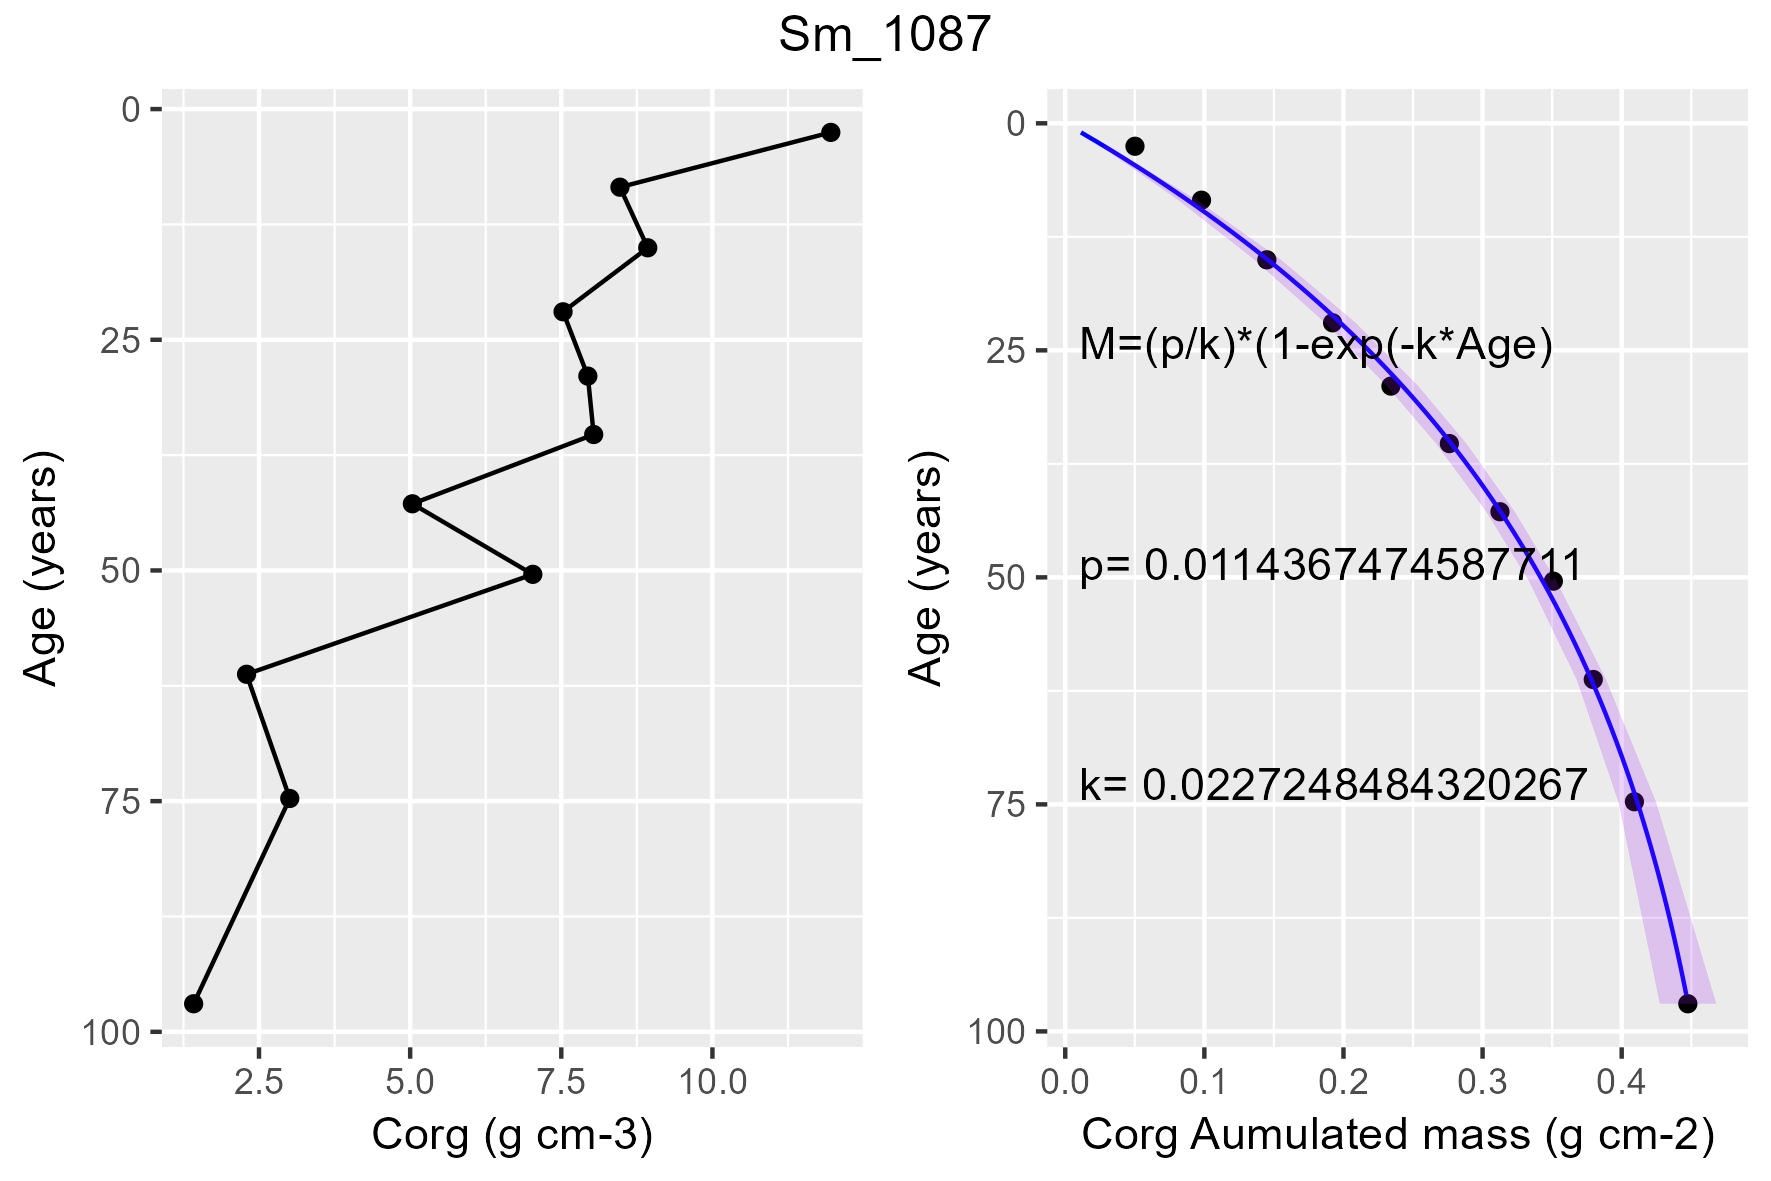 Sm_1087
0
25
50
75
100
2.5 5.0 7.5 10.0
Age (years)
Corg (g cm-3)
0
25
50
75
100
0.0 0.1 0.2 0.3 0.4
Age (years)
Corg Aumulated mass (g cm-2)
M=(p/k)*(1-exp(-k*Age)
p= 0.0114367474587711
k= 0.0227248484320267